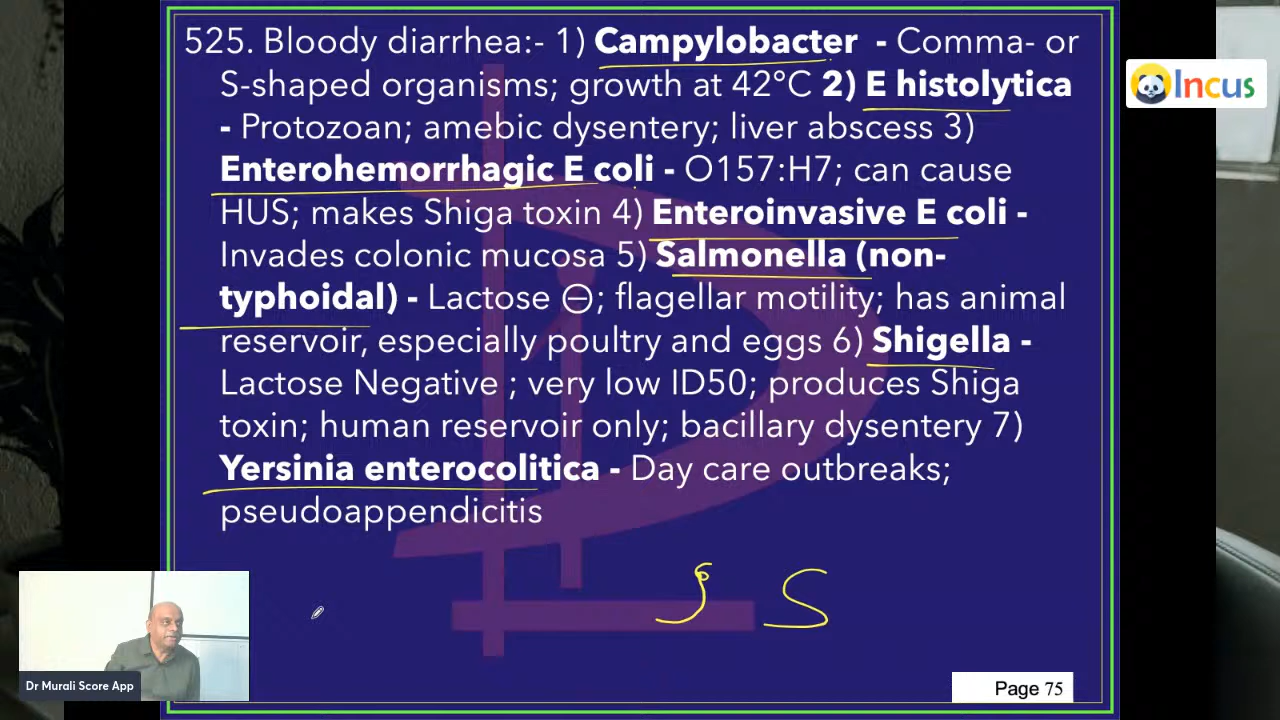 525. Bloody diarrhea:- 1) Campylobacter - Comma- or
S-shaped organisms; growth at 42°C 2) E histolytica
- Protozoan; amebic dysentery; liver abscess 3)
Enterohemorrhagic E coli - O157:H7; can cause
HUS; makes Shiga toxin 4) Enteroinvasive E coli -
Invades colonic mucosa 5) Salmonella (non-
typhoidal) - Lactose ⊖; flagellar motility; has animal
reservoir, especially poultry and eggs 6) Shigella -
Lactose Negative ; very low ID50; produces Shiga
toxin; human reservoir only; bacillary dysentery 7)
Yersinia enterocolitica - Day care outbreaks;
pseudoappendicitis
Incus
S
Dr Murali Score App
Page 75